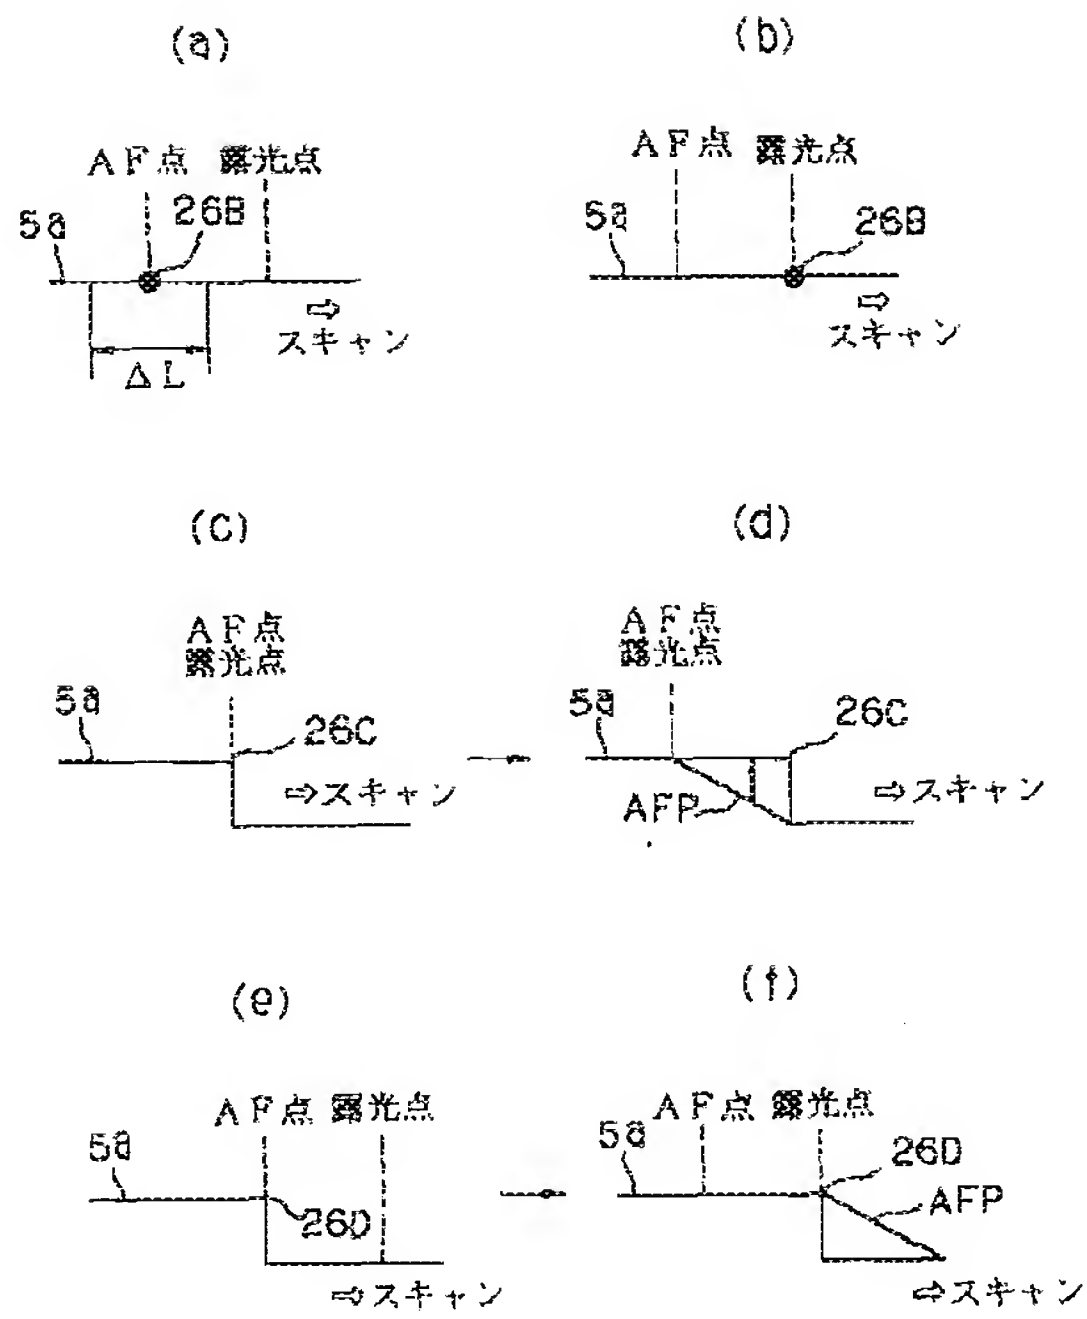 (a)
AF点 露光点
5a
26B
スキャン
ΔL
(b)
AF点 露光点
5a
26B
スキャン
(c)
AF点
露光点
5a
26C
スキャン
(d)
AF点
露光点
5a
26C
AFP
スキャン
(e)
AF点 露光点
5a
26D
スキャン
(f)
AF点 露光点
5a
26D
AFP
スキャン